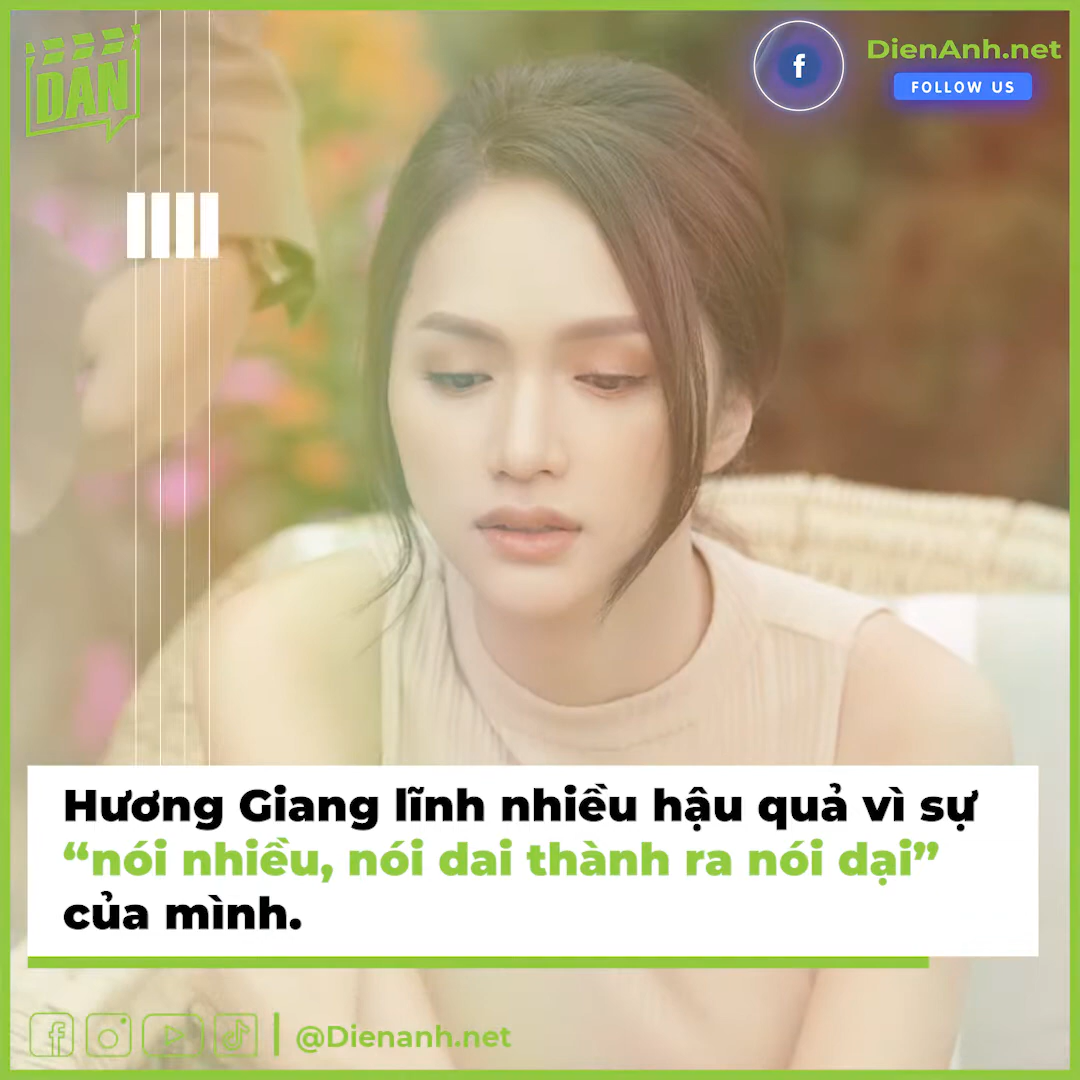 DAN
f
DienAnh.net
FOLLOW US
Hương Giang lĩnh nhiều hậu quả vì sự
“nói nhiều, nói dai thành ra nói dại”
của mình.
@Dienanh.net